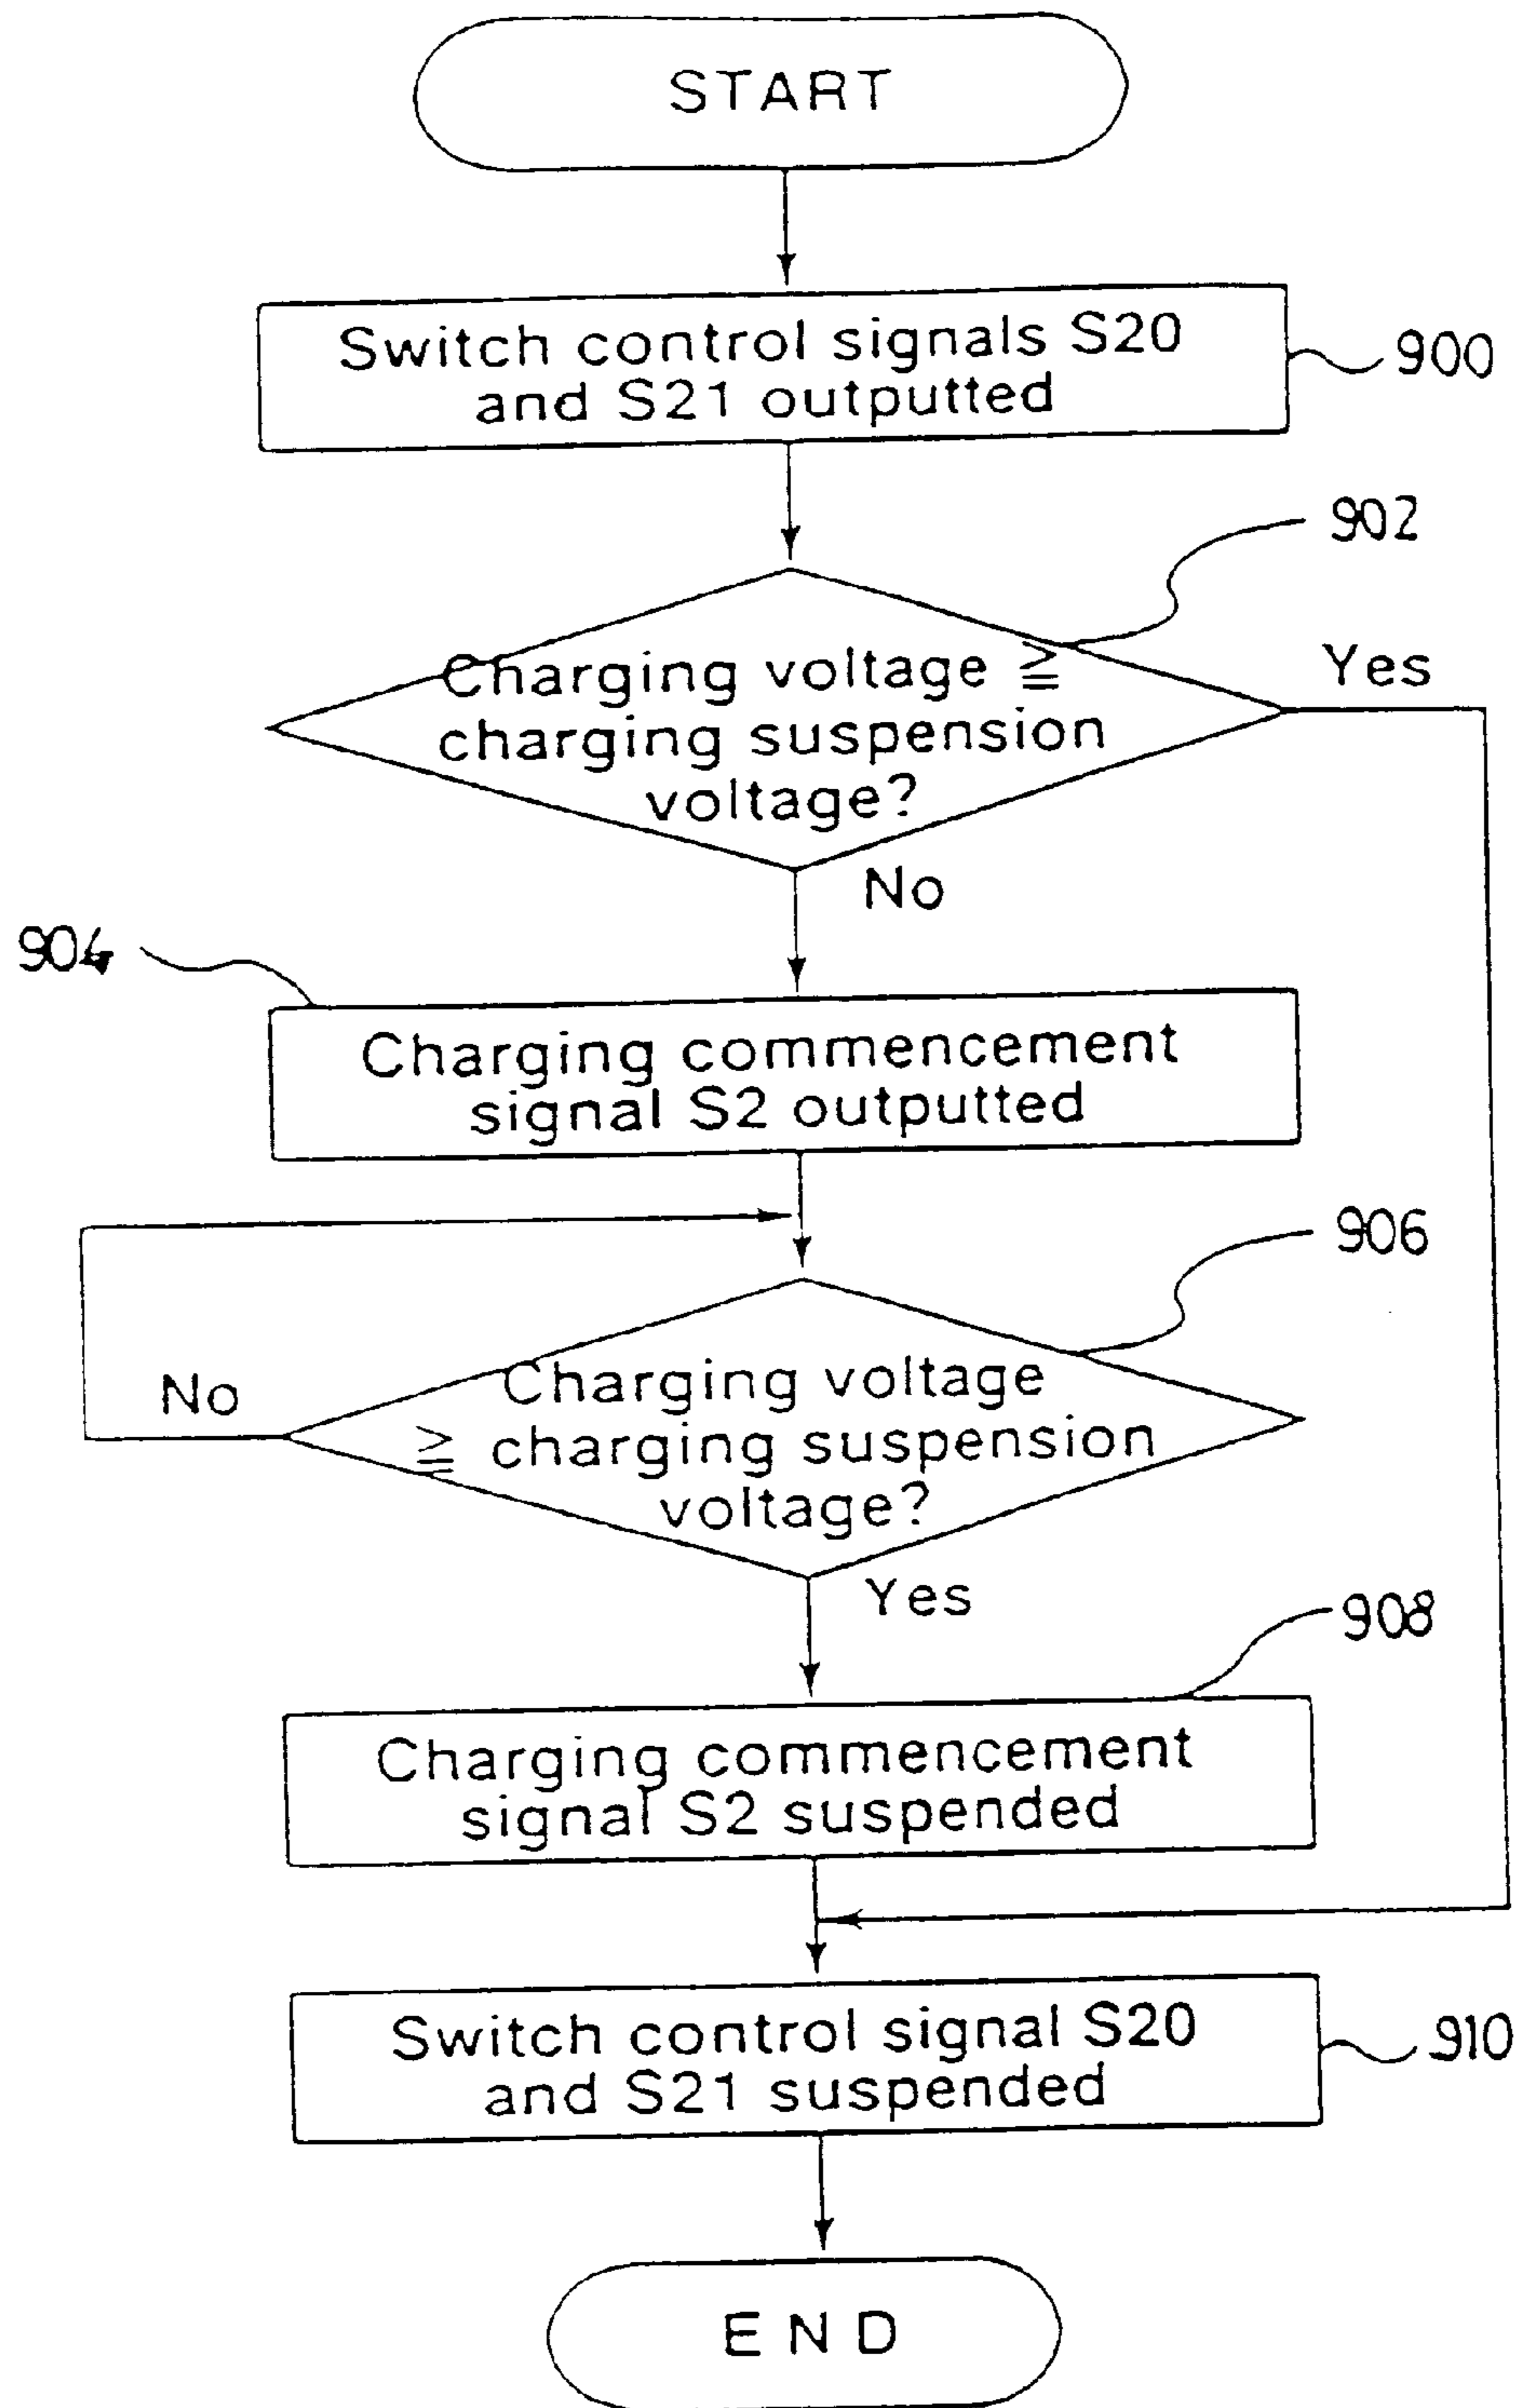 START
Switch control signals S20
and S21 outputted
900
902
Charging voltage ≧
charging suspension
voltage?
Yes
No
904
Charging commencement
signal S2 outputted
906
Charging voltage
≧ charging suspension
voltage?
No
Yes
908
Charging commencement
signal S2 suspended
Switch control signal S20
and S21 suspended
910
END